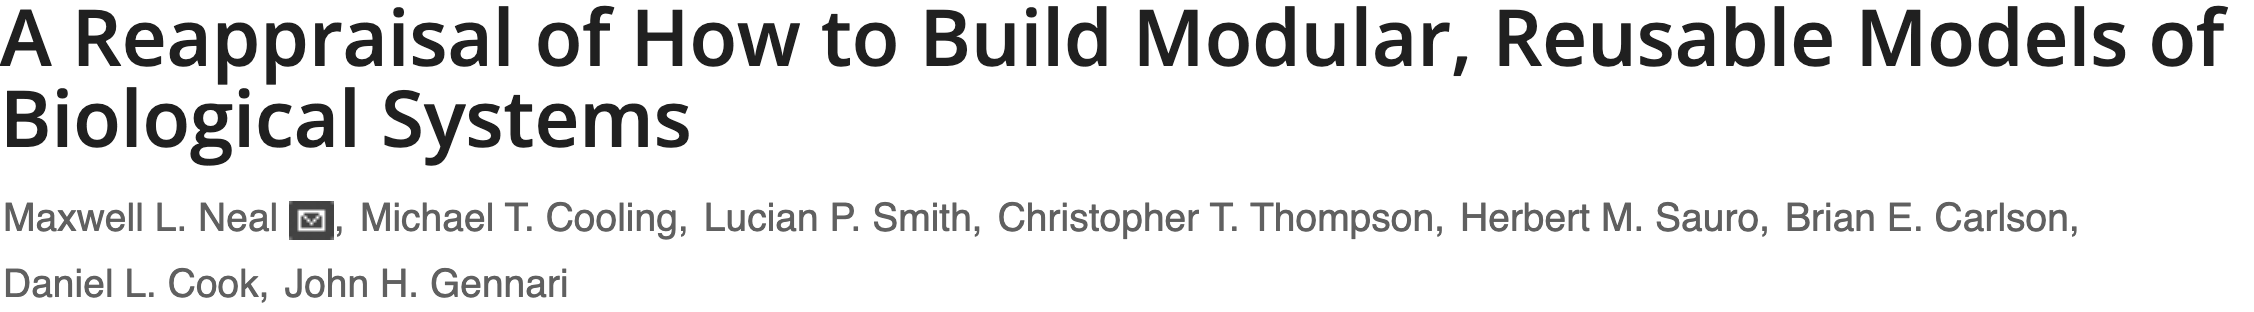 A Reappraisal of How to Build Modular, Reusable Models of
Biological Systems
Maxwell L. Neal , Michael T. Cooling, Lucian P. Smith, Christopher T. Thompson, Herbert M. Sauro, Brian E. Carlson,
Daniel L. Cook, John H. Gennari